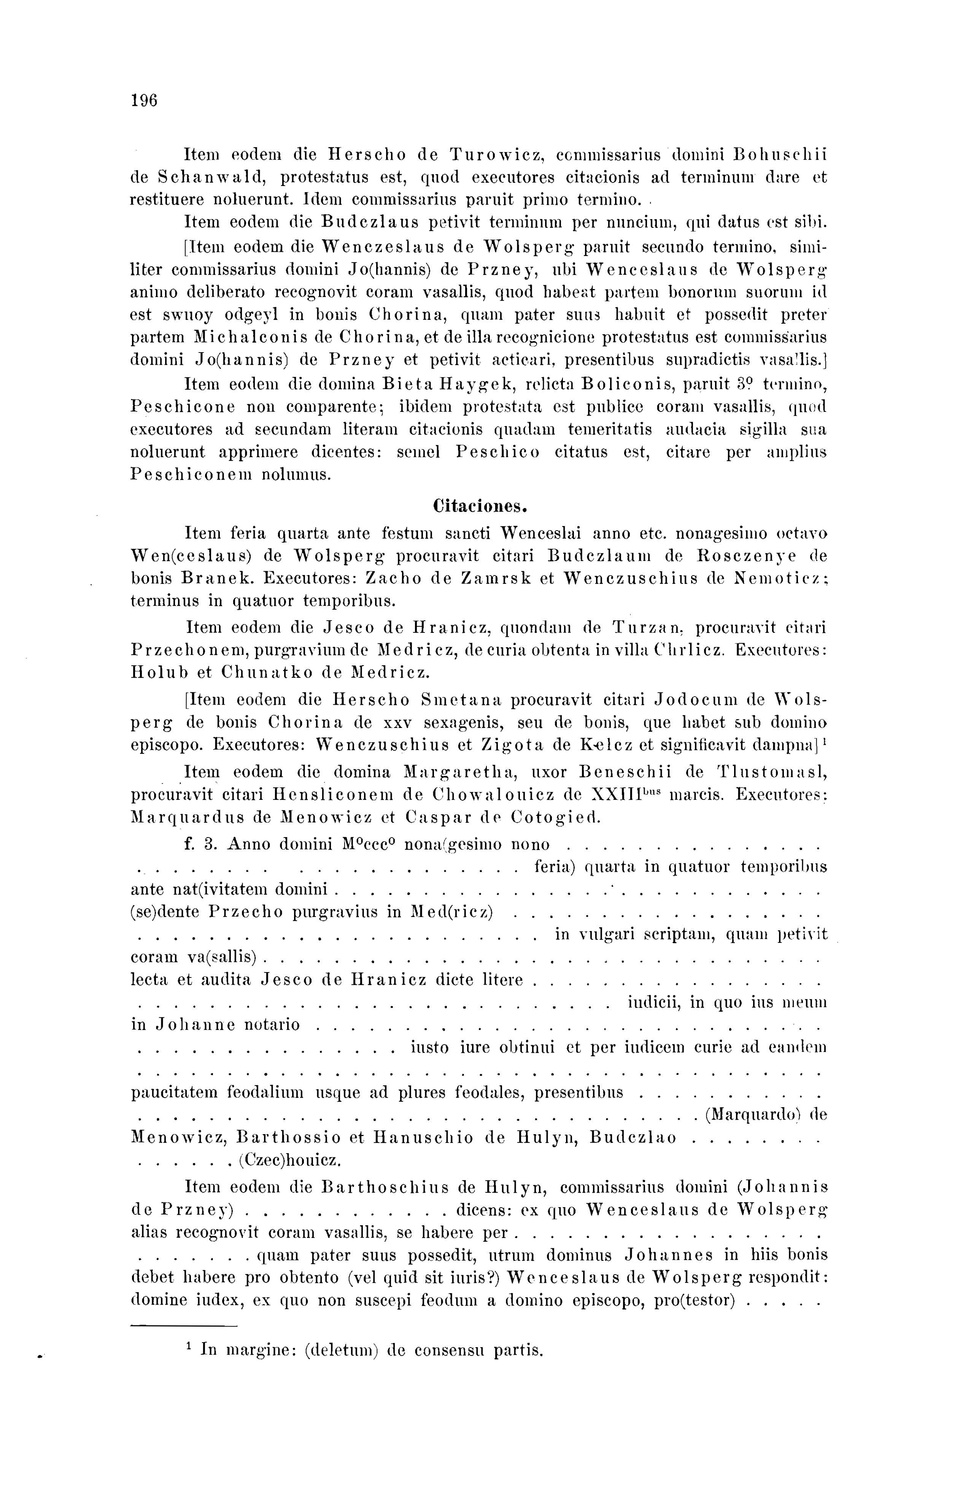 196
Item eodem die Herscho de Turowicz, commissarius domini Bohuschii
de Schanwald, protestatus est, quod executores citacionis ad terminum dare et
restituere noluerunt. Idem commissarius paruit primo termino.
Item eodem die Budczlaus petivit terminum per nuncium, qui datus est sibi.
[Item eodem die Wenczeslaus de Wolsperg paruit secundo termino, simi-
liter commissarius domini Jo(hannis) de Przney, ubi Wenceslaus de Wolsperg
animo deliberato recognovit coram vasallis, quod habeat partem bonorum suorum id
est swuoy odgeyl in bonis Chorina, quam pater suus habuit et possedit preter
partem Michalconis de Chorina, et de illa recognicione protestatus est commissarius
domini Jo(hannis) de Przney et petivit acticari, presentibus supradictis vasallis.]
Item eodem die domina Bieta Haygek, relicta Boliconis, paruit 3º termino,
Peschicone non comparente; ibidem protestata est publice coram vasallis, quod
executores ad secundam literam citacionis quadam temeritatis audacia sigilla sua
noluerunt apprimere dicentes: semel Peschico citatus est, citare per amplius
Peschiconem nolumus.
Citaciones.
Item feria quarta ante festum sancti Wenceslai anno etc. nonagesimo octavo
Wen(ceslaus) de Wolsperg procuravit citari Budczlaum de Rosczenye de
bonis Branek. Executores: Zacho de Zamrsk et Wenczuschius de Nemoticz;
terminus in quatuor temporibus.
Item eodem die Jesco de Hranicz, quondam de Turzan, procuravit citari
Przechonem, purgravium de Medricz, de curia obtenta in villa Chrlicz. Executores:
Holub et Chunatko de Medricz.
[Item eodem die Herscho Smetana procuravit citari Jodocum de Wols-
perg de bonis Chorina de xxv sexagenis, seu de bonis, que habet sub domino
episcopo. Executores: Wenczuschius et Zigota de Kelcz et significavit dampna] ¹
Item eodem die domina Margaretha, uxor Beneschii de Tlustomasl,
procuravit citari Hensliconem de Chowalouicz de XXIIIbus marcis. Executores:
Marquardus de Menowicz et Caspar de Cotogied.
f. 3. Anno domini Mºcccº nona(gesimo nono . . . . . . . . . . . . . . .
. . . . . . . . . . . . . . . . . . . . . feria) quarta in quatuor temporibus
ante nat(ivitatem domini . . . . . . . . . . . . . . . . . . . . . . . . . . . .
(se)dente Przecho purgravius in Med(ricz) . . . . . . . . . . . . . . . . . .
. . . . . . . . . . . . . . . . . . . . . . . in vulgari scriptam, quam petivit
coram va(sallis) . . . . . . . . . . . . . . . . . . . . . . . . . . . . . . . .
lecta et audita Jesco de Hranicz dicte litere . . . . . . . . . . . . . . . . .
. . . . . . . . . . . . . . . . . . . . . . . . . . . iudicii, in quo ius meum
in Johanne notario . . . . . . . . . . . . . . . . . . . . . . . . . . . . .
. . . . . . . . . . . . . . . iusto iure obtinui et per iudicem curie ad eandem
. . . . . . . . . . . . . . . . . . . . . . . . . . . . . . . . . . . . . . .
paucitatem feodalium usque ad plures feodales, presentibus . . . . . . . . . . .
. . . . . . . . . . . . . . . . . . . . . . . . . . . . . . . . (Marquardo) de
Menowicz, Barthossio et Hanuschio de Hulyn, Budczlao . . . . . . . .
. . . . . . (Czec)houicz.
Item eodem die Barthoschius de Hulyn, commissarius domini (Johannis
de Przney) . . . . . . . . . . . . dicens: ex quo Wenceslaus de Wolsperg
alias recognovit coram vasallis, se habere per . . . . . . . . . . . . . . . . . .
. . . . . . . quam pater suus possedit, utrum dominus Johannes in hiis bonis
debet habere pro obtento (vel quid sit iuris?) Wenceslaus de Wolsperg respondit:
domine iudex, ex quo non suscepi feodum a domino episcopo, pro(testor) . . . . .
¹ In margine: (deletum) de consensu partis.